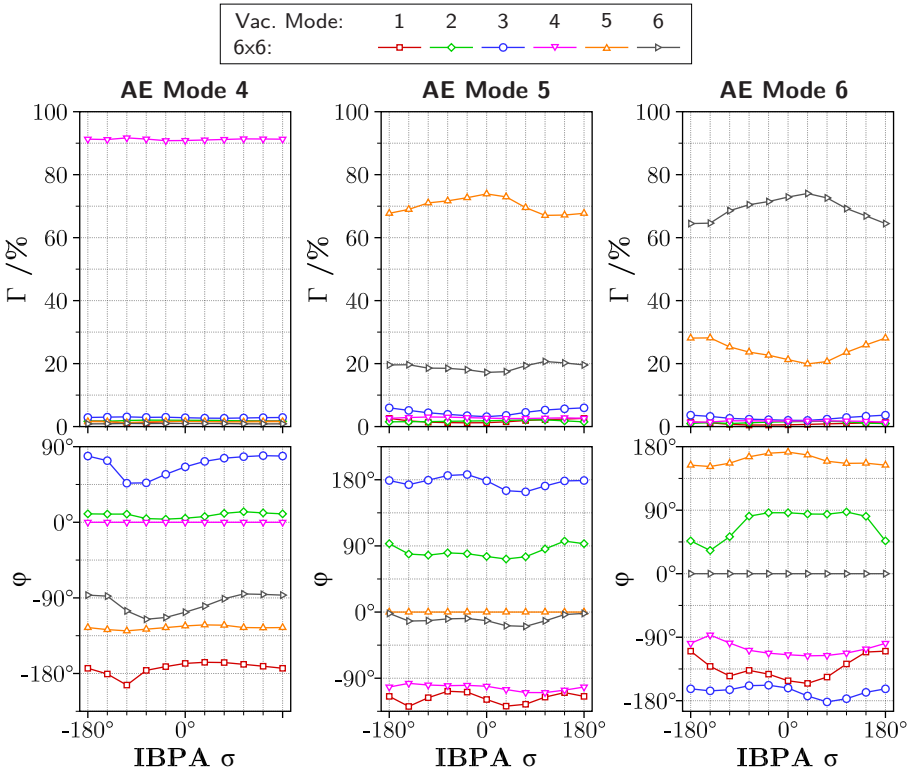 Vac. Mode: 1 2 3 4 5 6
6x6:
AE Mode 4 AE Mode 5 AE Mode 6
100 100 100
80 80 80
60 60 60
40 40 40
20 20 20
0 0 0
Γ /% Γ /% Γ /%
90° 180° 180°
0° 90° 90°
-90° 0° 0°
-180° -90° -90°
-180°
φ φ φ
-180° 0° -180° 0° 180° -180° 0° 180°
IBPA σ IBPA σ IBPA σ